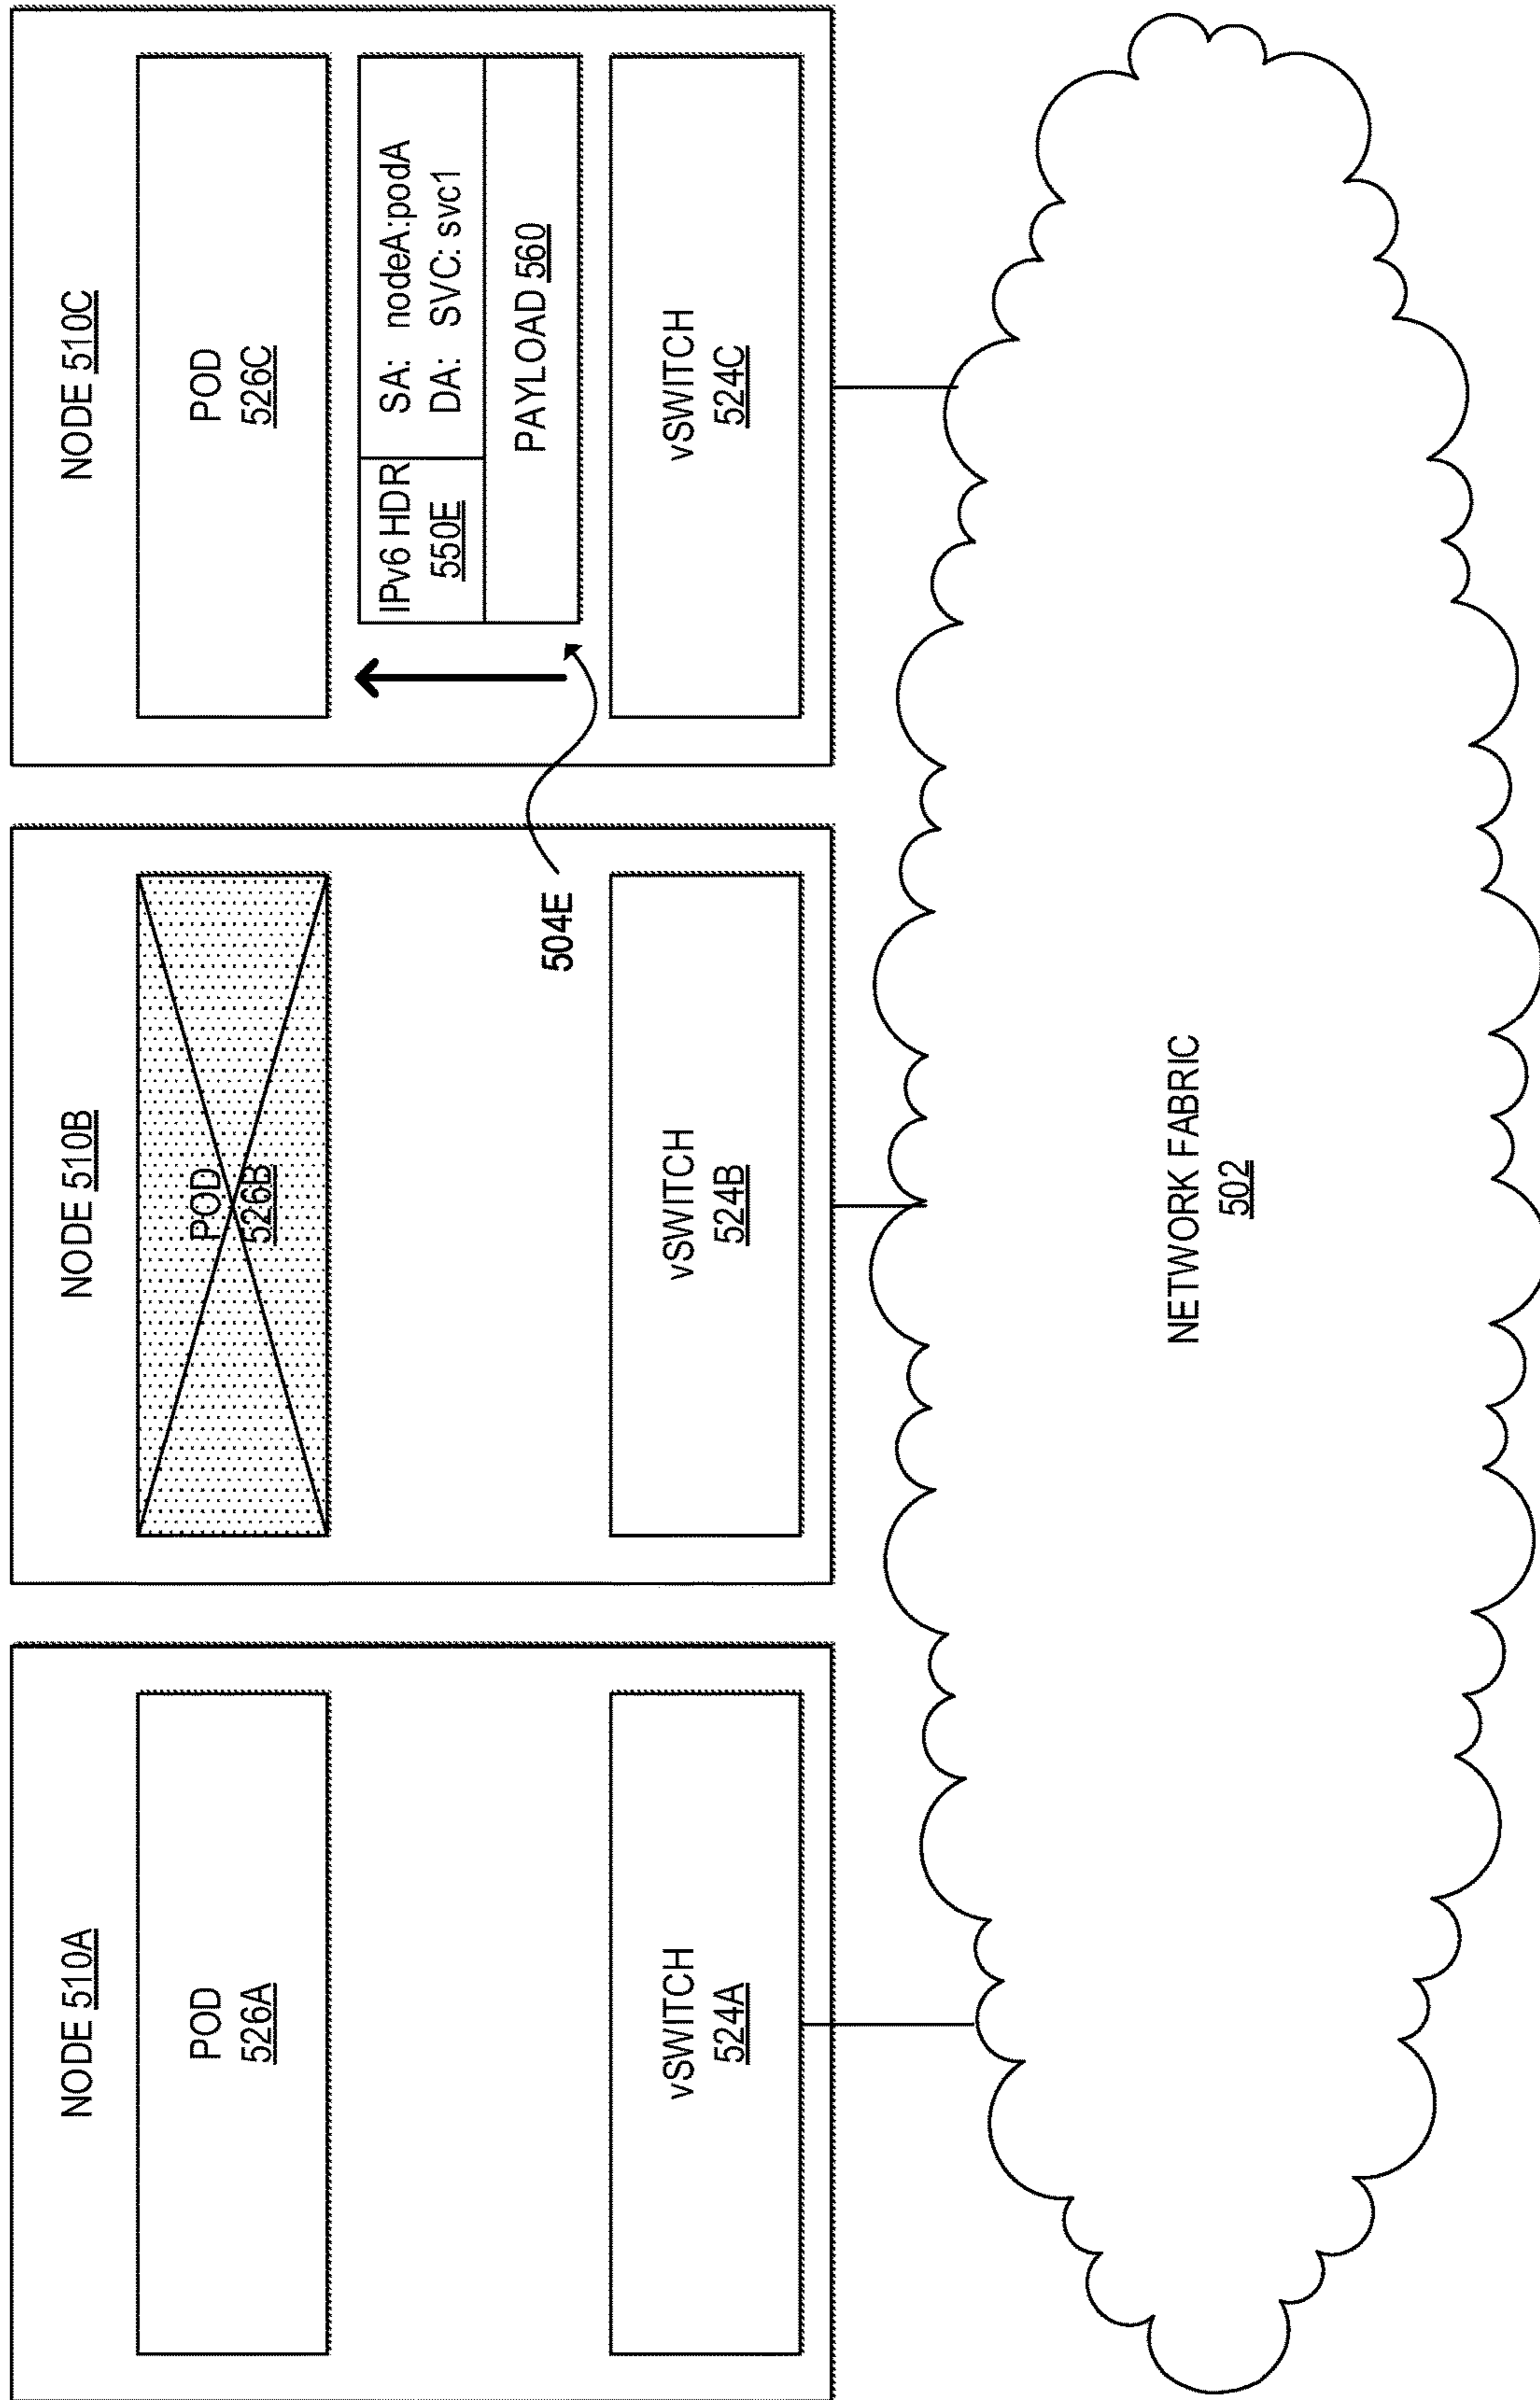 NODE 510A
POD
526A
vSWITCH
524A
NODE 510B
POD
526B
504E
vSWITCH
524B
NODE 510C
POD
526C
IPv6 HDR
550E
SA: nodeA:podA
DA: SVC: svc1
PAYLOAD 560
vSWITCH
524C
NETWORK FABRIC
502